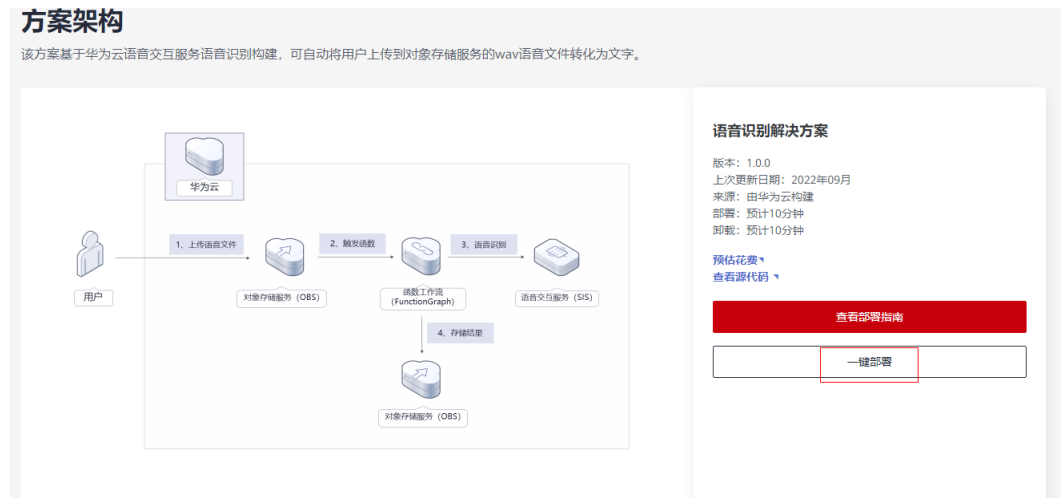 方案架构
该方案基于华为云语音交互服务语音识别构建，可自动将用户上传到对象存储服务的wav语音文件转化为文字。
华为云
1、上传语音文件
2、触发函数
3、语音识别
用户
对象存储服务（OBS）
函数工作流
（FunctionGraph）
语音交互服务（SIS）
4、存储结果
对象存储服务（OBS）
语音识别解决方案
版本：1.0.0
上次更新日期：2022年09月
来源：由华为云构建
部署：预计10分钟
卸载：预计10分钟
预估花费
查看源代码
查看部署指南
一键部署